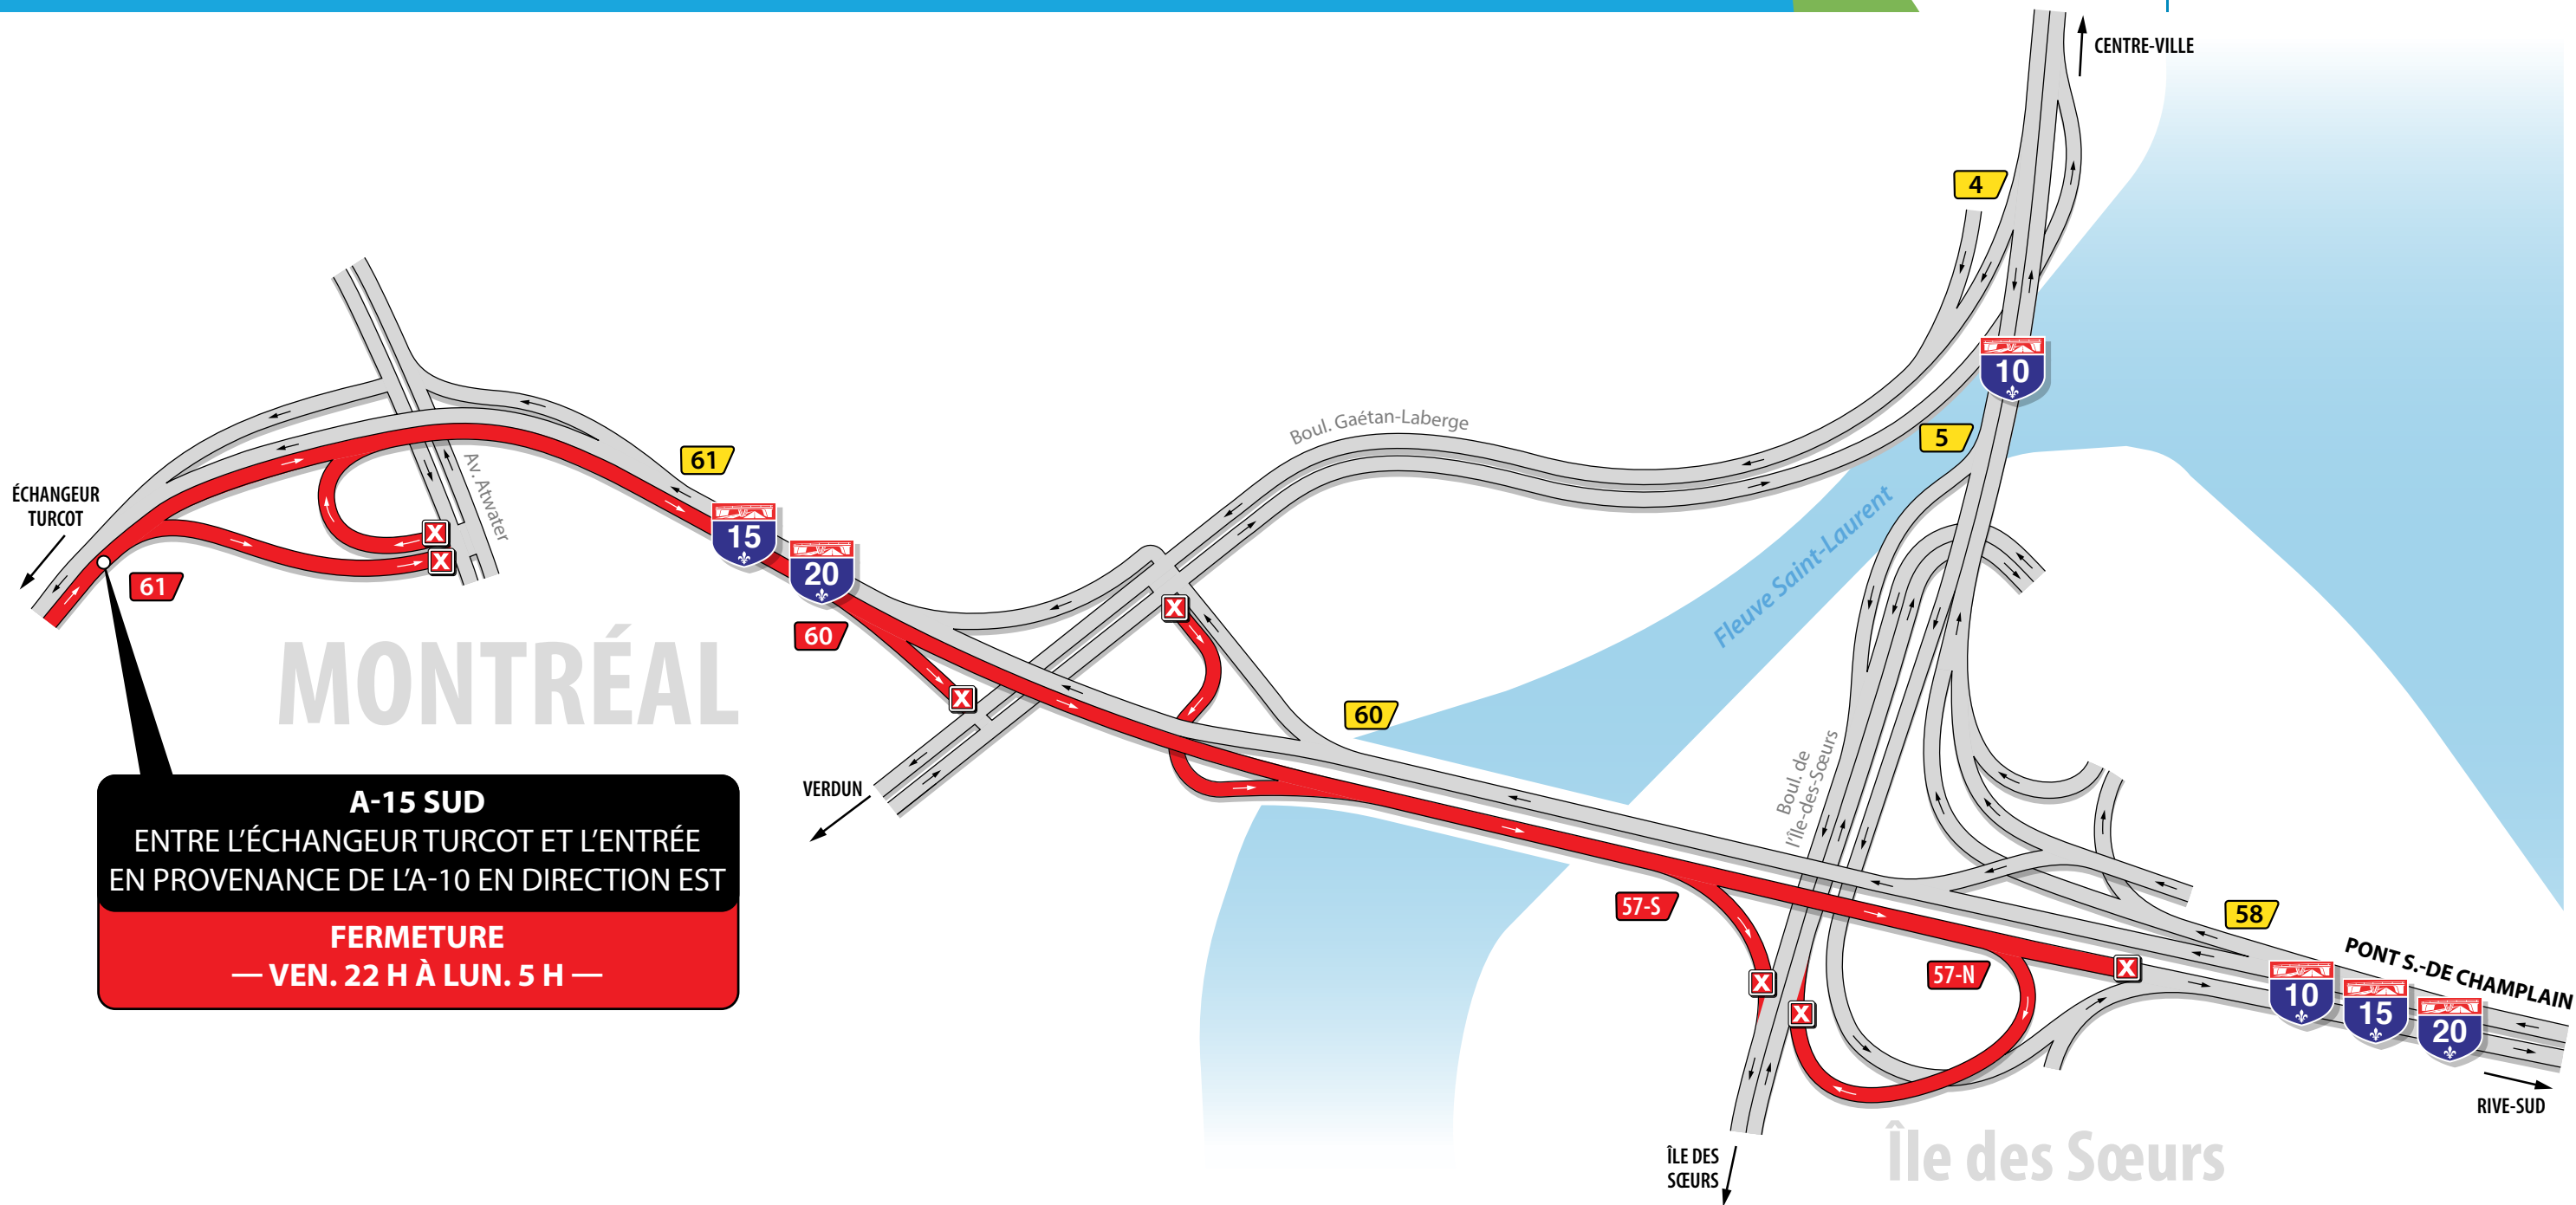 CENTRE-VILLE
4
10
Boul. Gaétan-Laberge
5
61
Av. Atwater
ÉCHANGEUR
TURCOT
15
20
61
60
Fleuve Saint-Laurent
MONTRÉAL
X
X
X
X
60
VERDUN
Boul. de
l'Île-des-Sœurs
A-15 SUD
ENTRE L'ÉCHANGEUR TURCOT ET L'ENTRÉE
EN PROVENANCE DE L'A-10 EN DIRECTION EST
FERMETURE
— VEN. 22 H À LUN. 5 H —
57-S
58
57-N
X
X
X
PONT S.-DE CHAMPLAIN
10
15
20
RIVE-SUD
ÎLE DES
SŒURS
Île des Sœurs